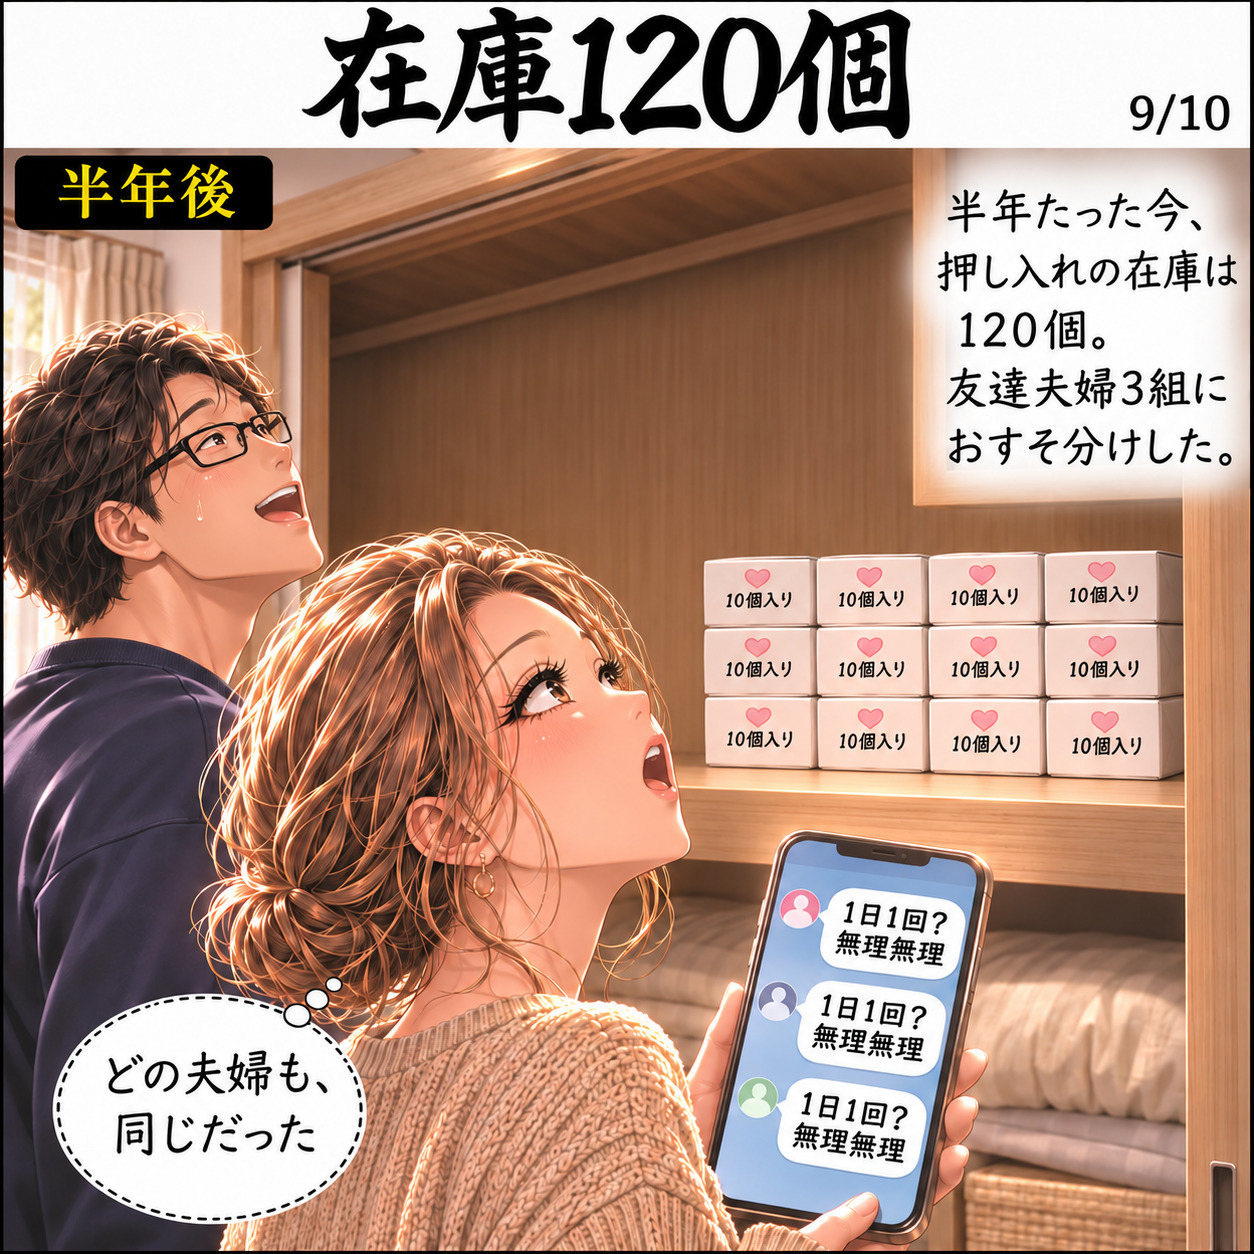 在庫120個
9/10
半年後
半年たった今、
押し入れの在庫は
120個。
友達夫婦3組に
おすそ分けした。
10個入り
10個入り
10個入り
10個入り
10個入り
10個入り
10個入り
10個入り
10個入り
10個入り
10個入り
10個入り
1日1回?
無理無理
1日1回?
無理無理
1日1回?
無理無理
どの夫婦も、
同じだった